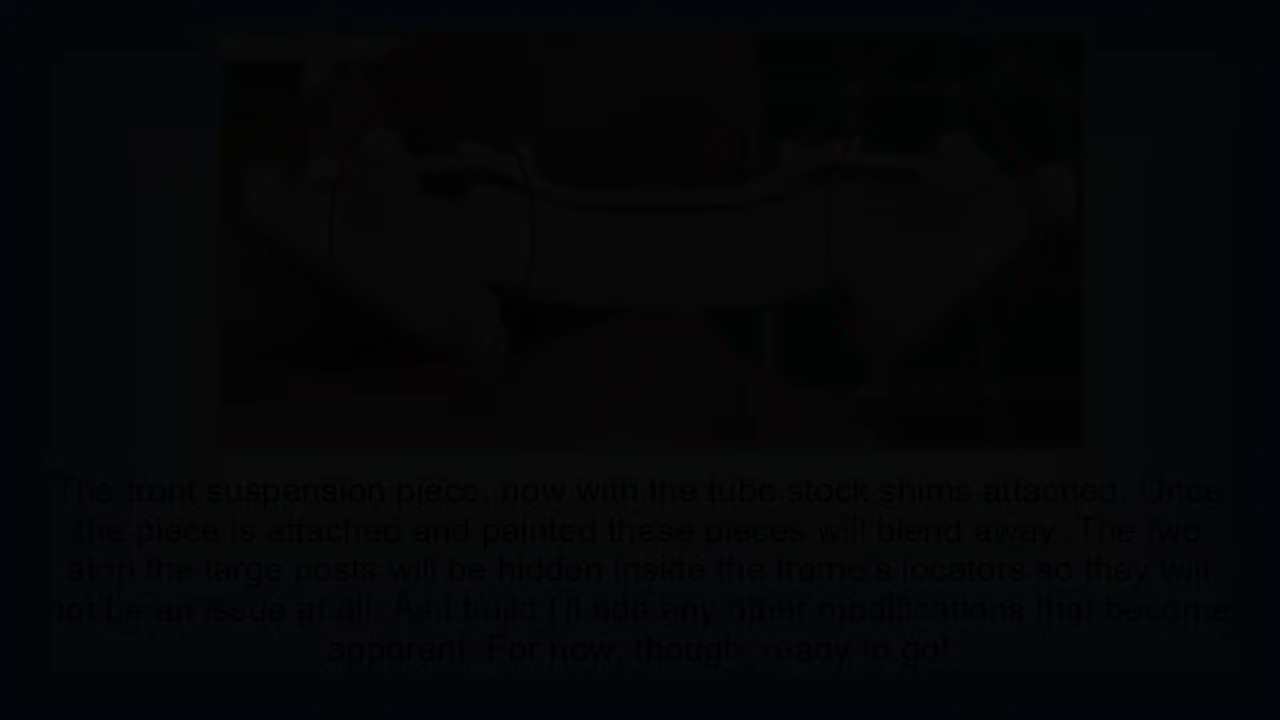 The front suspension piece, now with the tube stock shims attached. Once
the piece is attached and painted these pieces will blend away. The two
atop the large posts will be hidden inside the frame's locators so they will
not be an issue at all. As I build I'll add any other modifications that become
apparent. For now, though, ready to go!